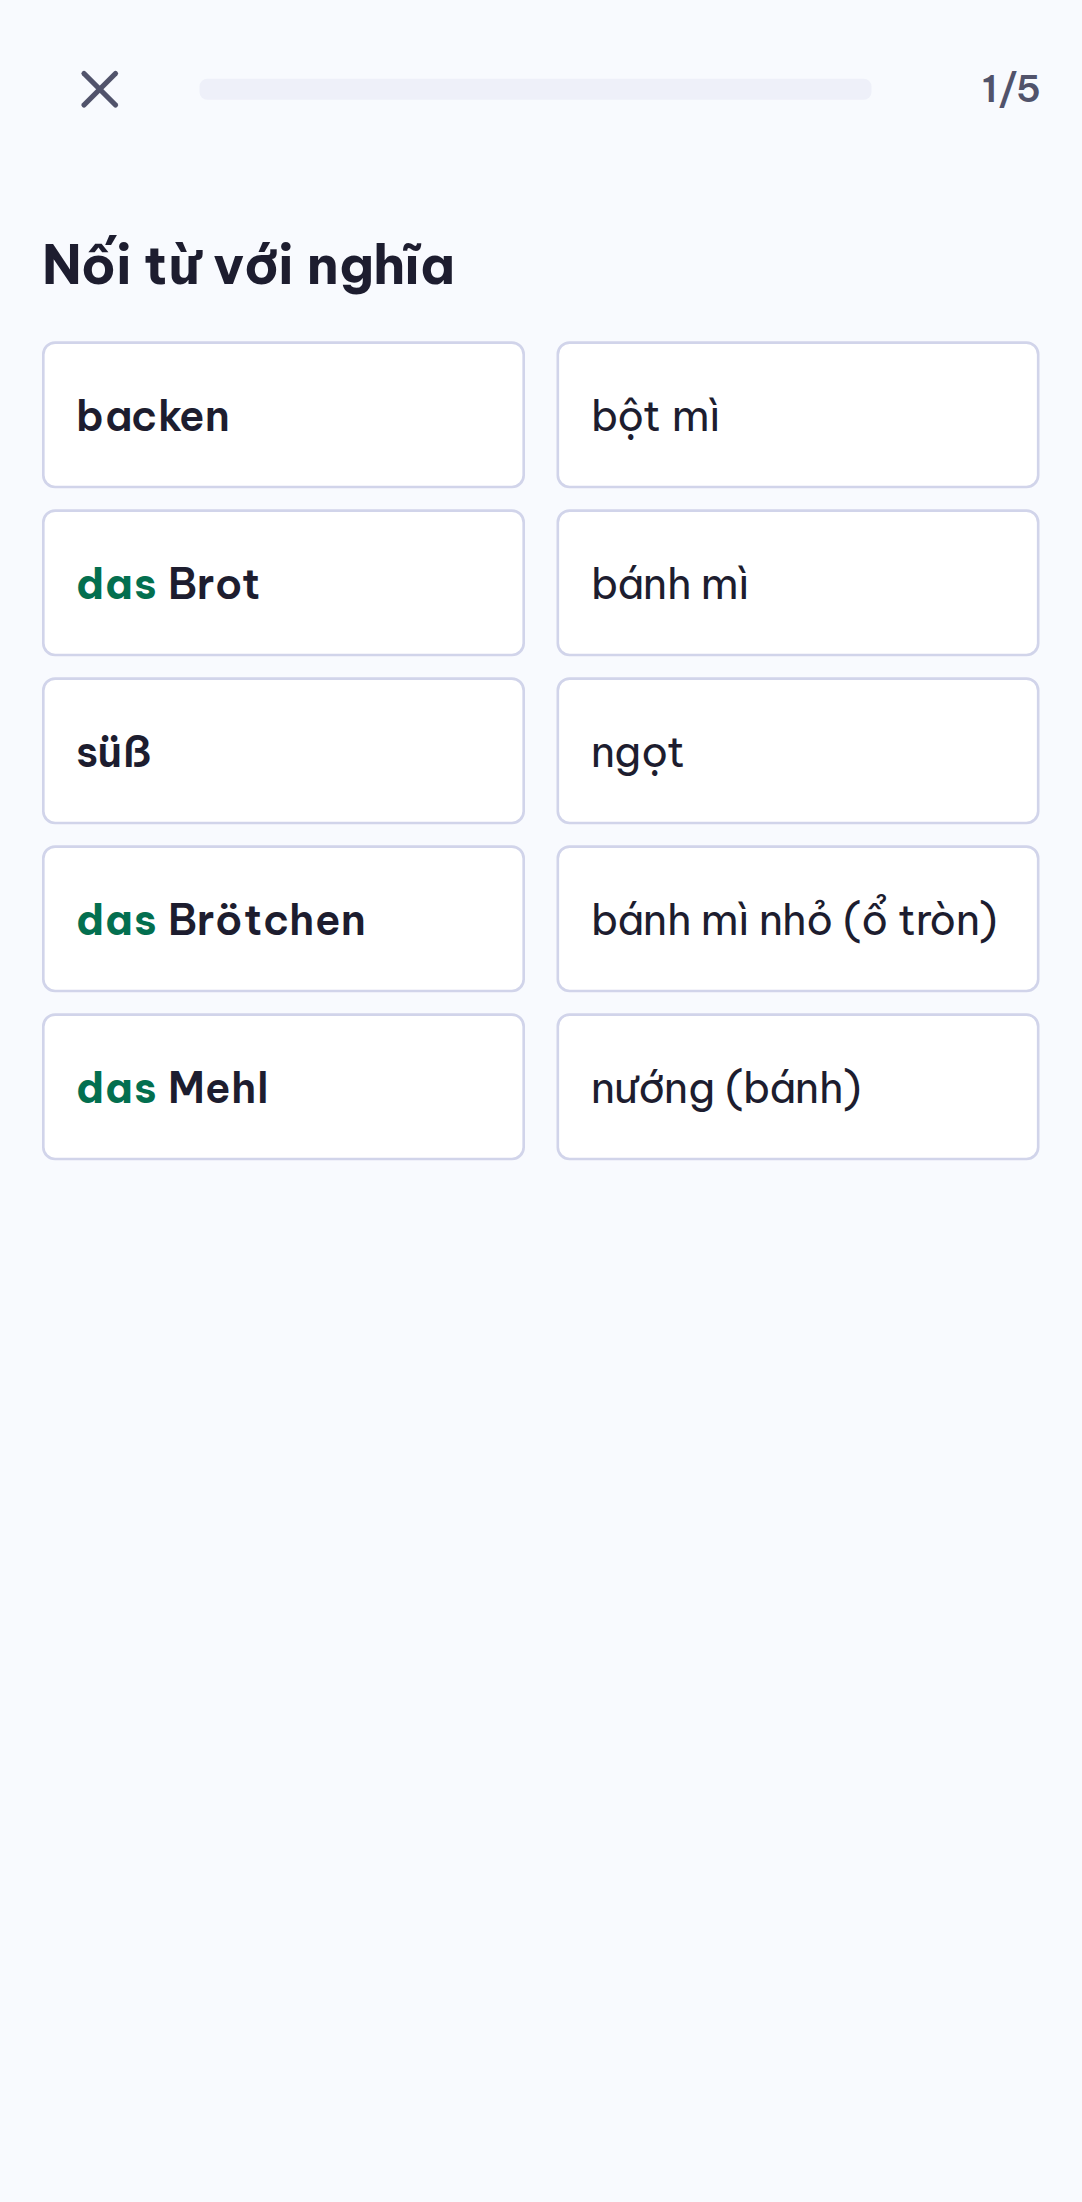 1/5
Nối từ với nghĩa
backen
bột mì
das Brot
bánh mì
süß
ngọt
das Brötchen
bánh mì nhỏ (ổ tròn)
das Mehl
nướng (bánh)